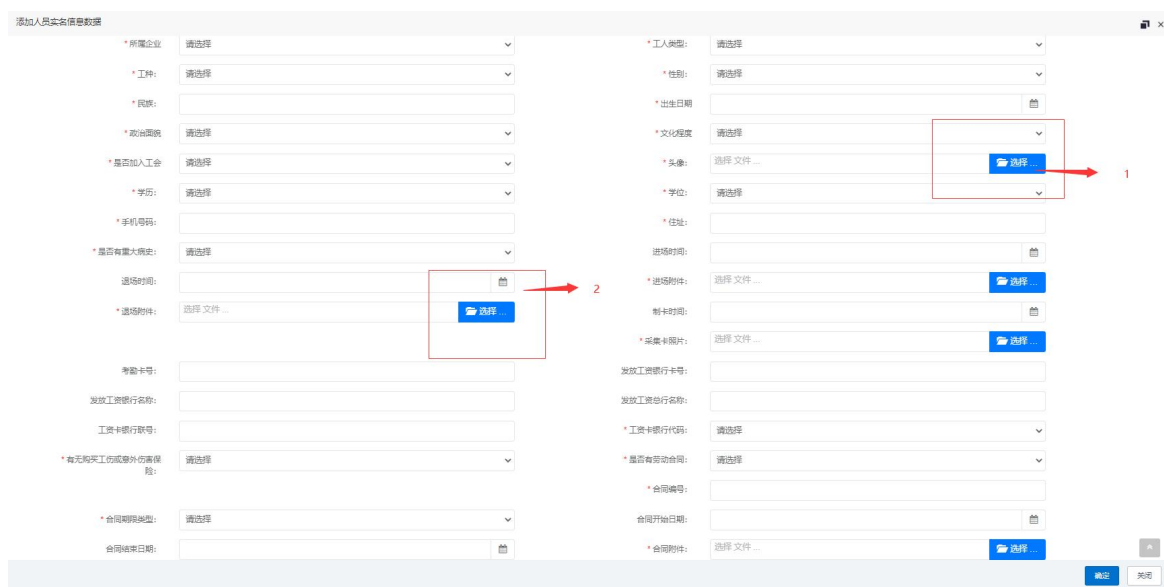 添加人员实名信息数据
* 所属企业 请选择 * 工人类型： 请选择
* 工种： 请选择 * 性别： 请选择
* 民族： * 出生日期
* 政治面貌 请选择 * 文化程度 请选择
* 是否加入工会 请选择 * 头像： 选择文件 ... 选择 ... 1
* 学历： 请选择 * 学位： 请选择
* 手机号码： * 住址：
* 是否有重大病史： 请选择 进场时间：
退场时间： 2 * 进场附件： 选择文件 ... 选择 ...
* 退场附件： 选择文件 ... 选择 ... 制卡时间：
* 采集卡照片： 选择文件 ... 选择 ...
考勤卡号： 发放工资银行卡号：
发放工资银行名称： 发放工资总行名称：
工资卡银行联号： * 工资卡银行代码： 请选择
* 有无购买工伤或意外伤害保 请选择 * 是否有劳动合同： 请选择
险：
* 合同编号：
* 合同期限类型： 请选择 合同开始日期：
合同结束日期： * 合同附件： 选择文件 ... 选择 ...
确定 关闭